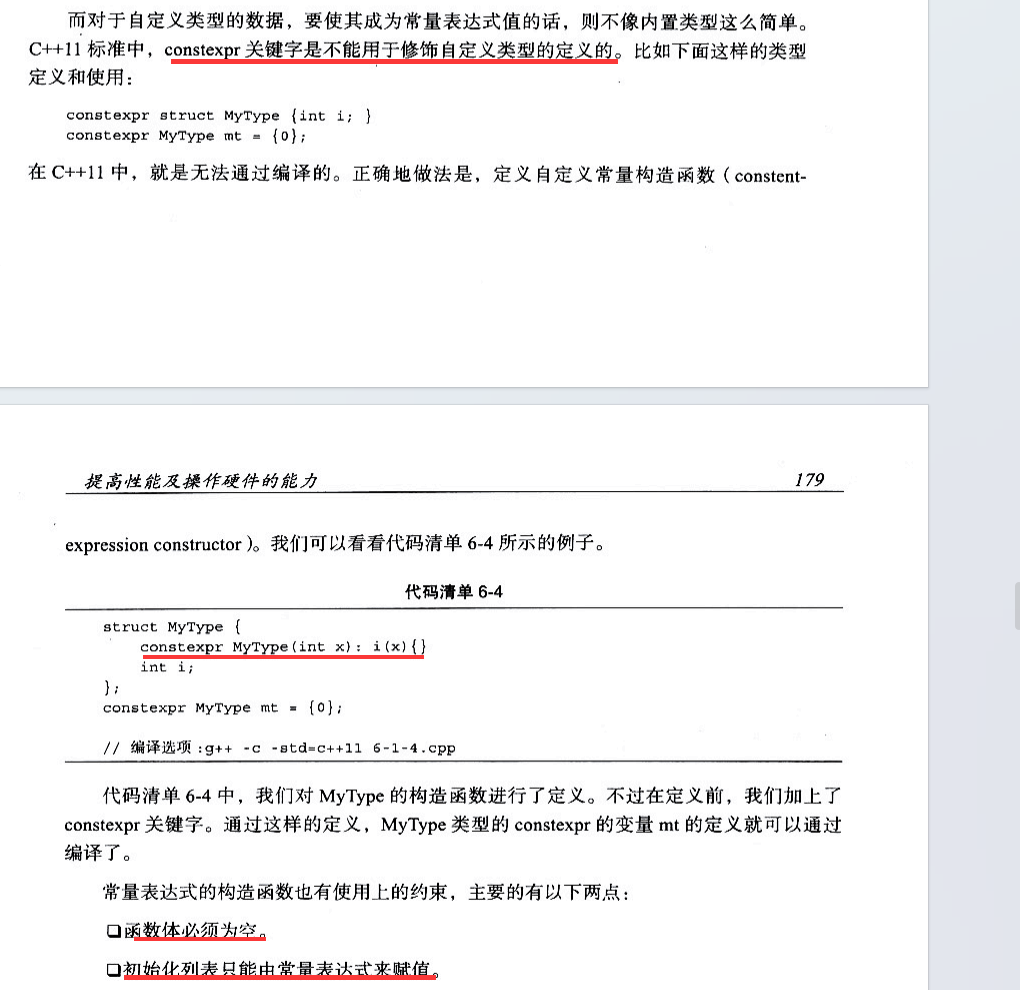 而对于自定义类型的数据，要使其成为常量表达式值的话，则不像内置类型这么简单。
C++11 标准中，constexpr 关键字是不能用于修饰自定义类型的定义的。比如下面这样的类型
定义和使用：
constexpr struct MyType {int i; }
constexpr MyType mt = {0};
在 C++11 中，就是无法通过编译的。正确地做法是，定义自定义常量构造函数（constent-
提高性能及操作硬件的能力 179
expression constructor）。我们可以看看代码清单 6-4 所示的例子。
代码清单 6-4
struct MyType {
constexpr MyType(int x): i(x){}
int i;
};
constexpr MyType mt = {0};
// 编译选项:g++ -c -std=c++11 6-1-4.cpp
代码清单 6-4 中，我们对 MyType 的构造函数进行了定义。不过在定义前，我们加上了
constexpr 关键字。通过这样的定义，MyType 类型的 constexpr 的变量 mt 的定义就可以通过
编译了。
常量表达式的构造函数也有使用上的约束，主要的有以下两点：
❑函数体必须为空。
❑初始化列表只能由常量表达式来赋值。